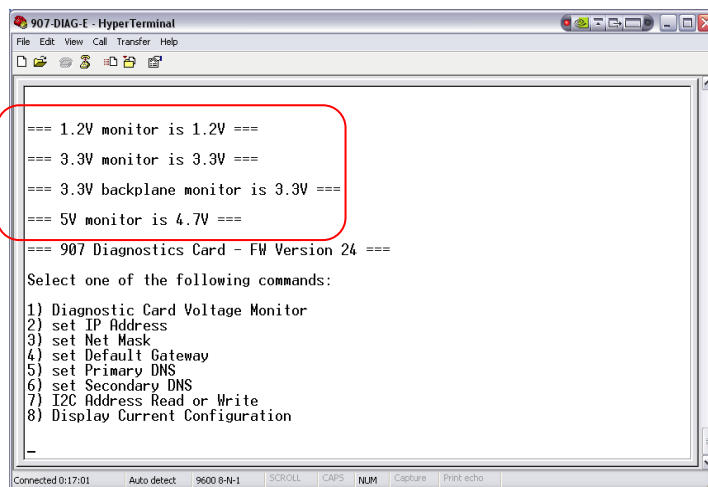 907-DIAG-E - HyperTerminal
File Edit View Call Transfer Help
=== 1.2V monitor is 1.2V ===
=== 3.3V monitor is 3.3V ===
=== 3.3V backplane monitor is 3.3V ===
=== 5V monitor is 4.7V ===
=== 907 Diagnostics Card - FW Version 24 ===
Select one of the following commands:
1) Diagnostic Card Voltage Monitor
2) set IP Address
3) set Net Mask
4) set Default Gateway
5) set Primary DNS
6) set Secondary DNS
7) I2C Address Read or Write
8) Display Current Configuration
_
Connected 0:17:01 Auto detect 9600 8-N-1 SCROLL CAPS NUM Capture Print echo